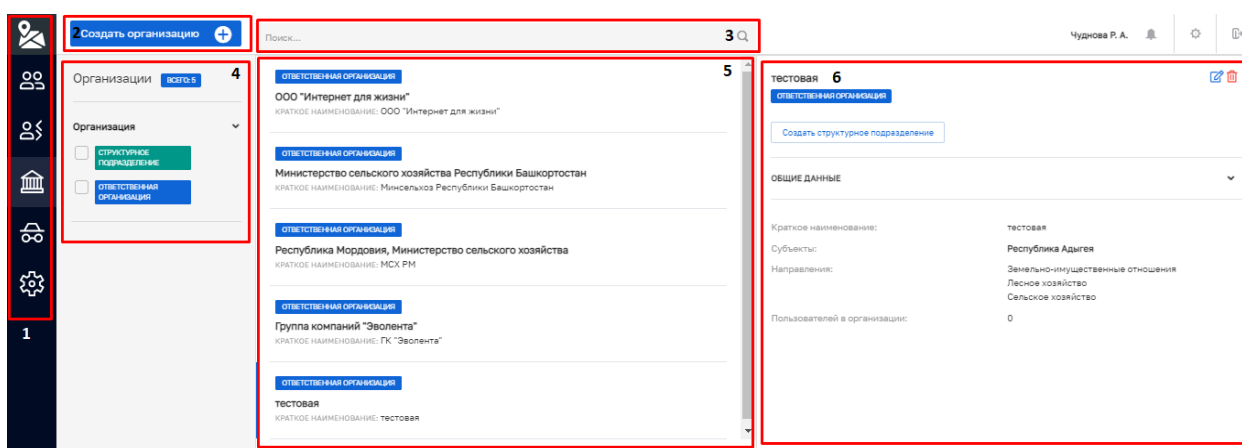 2 Создать организацию
Поиск...
3
Чуднова Р. А.
4
Организации ВСЕГО: 5
Организация
СТРУКТУРНОЕ
ПОДРАЗДЕЛЕНИЕ
ОТВЕТСТВЕННАЯ
ОРГАНИЗАЦИЯ
1
5
ОТВЕТСТВЕННАЯ ОРГАНИЗАЦИЯ
ООО "Интернет для жизни"
КРАТКОЕ НАИМЕНОВАНИЕ: ООО "Интернет для жизни"
ОТВЕТСТВЕННАЯ ОРГАНИЗАЦИЯ
Министерство сельского хозяйства Республики Башкортостан
КРАТКОЕ НАИМЕНОВАНИЕ: Минсельхоз Республики Башкортостан
ОТВЕТСТВЕННАЯ ОРГАНИЗАЦИЯ
Республика Мордовия, Министерство сельского хозяйства
КРАТКОЕ НАИМЕНОВАНИЕ: МСХ РМ
ОТВЕТСТВЕННАЯ ОРГАНИЗАЦИЯ
Группа компаний "Эволента"
КРАТКОЕ НАИМЕНОВАНИЕ: ГК "Эволента"
ОТВЕТСТВЕННАЯ ОРГАНИЗАЦИЯ
тестовая
КРАТКОЕ НАИМЕНОВАНИЕ: тестовая
тестовая 6
ОТВЕТСТВЕННАЯ ОРГАНИЗАЦИЯ
Создать структурное подразделение
ОБЩИЕ ДАННЫЕ
Краткое наименование: тестовая
Субъекты: Республика Адыгея
Направления: Земельно-имущественные отношения
Лесное хозяйство
Сельское хозяйство
Пользователей в организации: 0